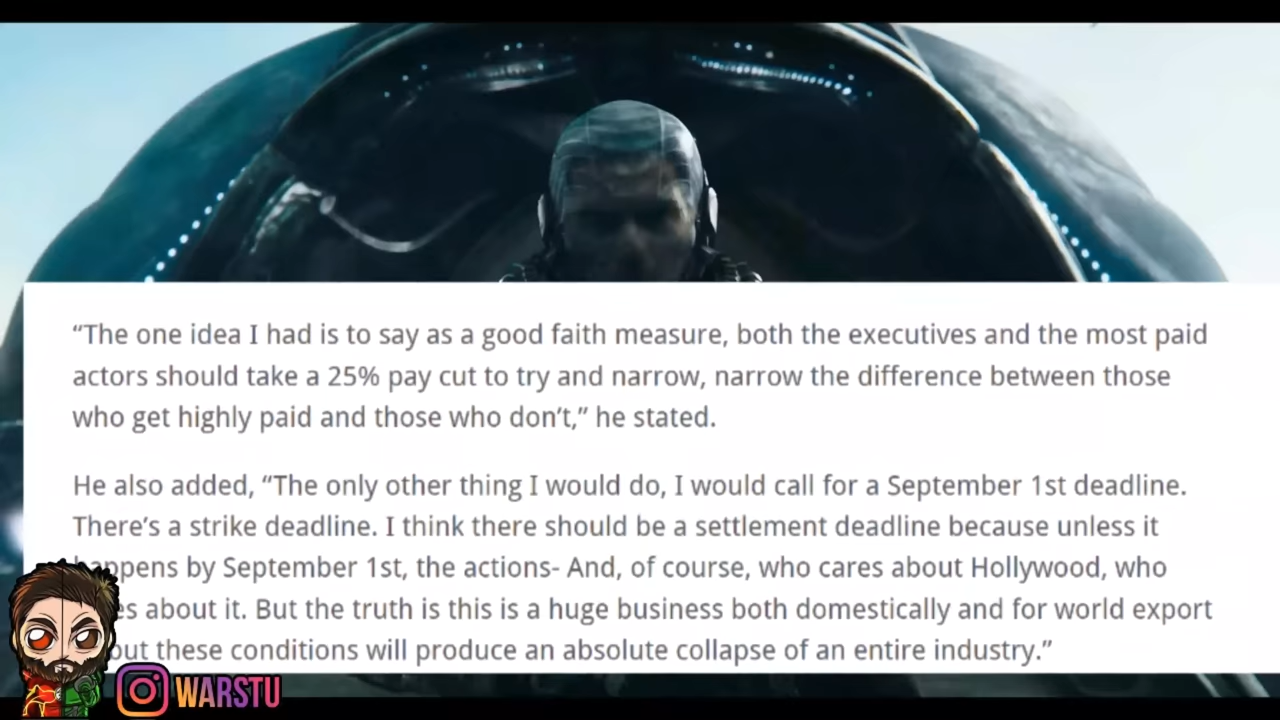 “The one idea I had is to say as a good faith measure, both the executives and the most paid
actors should take a 25% pay cut to try and narrow, narrow the difference between those
who get highly paid and those who don’t,” he stated.
He also added, “The only other thing I would do, I would call for a September 1st deadline.
There’s a strike deadline. I think there should be a settlement deadline because unless it
happens by September 1st, the actions- And, of course, who cares about Hollywood, who
about it. But the truth is this is a huge business both domestically and for world export
these conditions will produce an absolute collapse of an entire industry.”
WARSTU